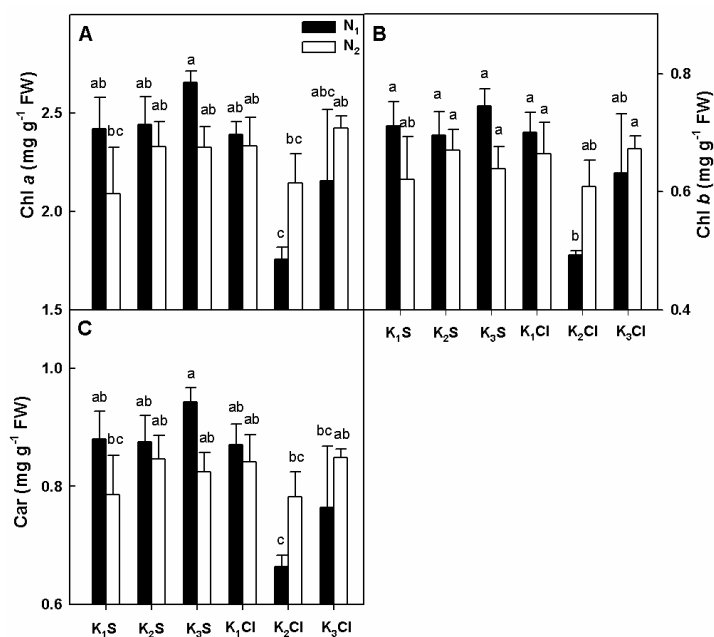 A
N₁
N₂
Chl a (mg g⁻¹ FW)
2.5
2.0
1.5
ab bc ab ab a ab ab ab c bc abc ab
B
Chl b (mg g⁻¹ FW)
0.8
0.6
0.4
a ab a a a a a a b ab ab a
K₁S K₂S K₃S K₁Cl K₂Cl K₃Cl
C
Car (mg g⁻¹ FW)
1.0
0.8
0.6
ab bc ab ab a ab ab ab c bc bc ab
K₁S K₂S K₃S K₁Cl K₂Cl K₃Cl